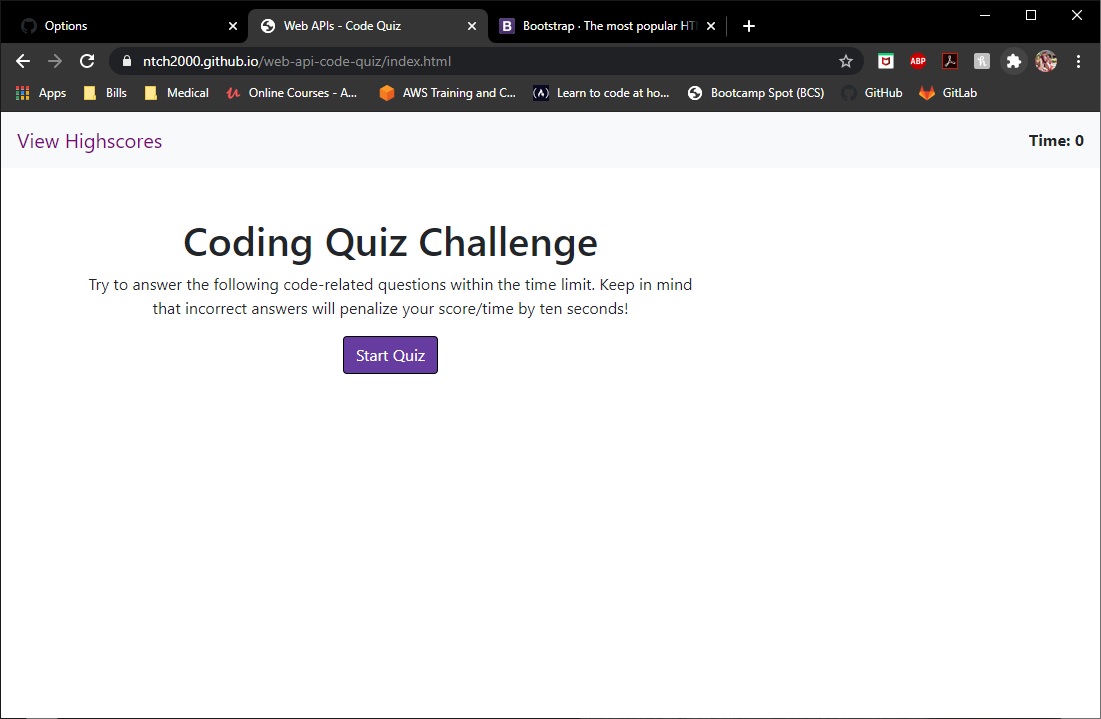 Options
Web APIs - Code Quiz
B
Bootstrap · The most popular HT
ntch2000.github.io/web-api-code-quiz/index.html
ABP
Apps
Bills
Medical
Online Courses - A...
AWS Training and C...
Learn to code at ho...
Bootcamp Spot (BCS)
GitHub
GitLab
View Highscores
Time: 0
Coding Quiz Challenge
Try to answer the following code-related questions within the time limit. Keep in mind
that incorrect answers will penalize your score/time by ten seconds!
Start Quiz